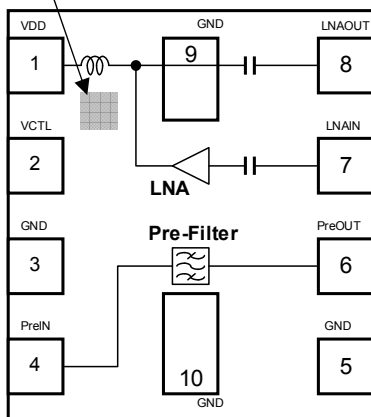 VDD
1
GND
9
LNAOUT
8
VCTL
2
LNAIN
7
LNA
GND
3
Pre-Filter
PreOUT
6
PreIN
4
10
GND
GND
5